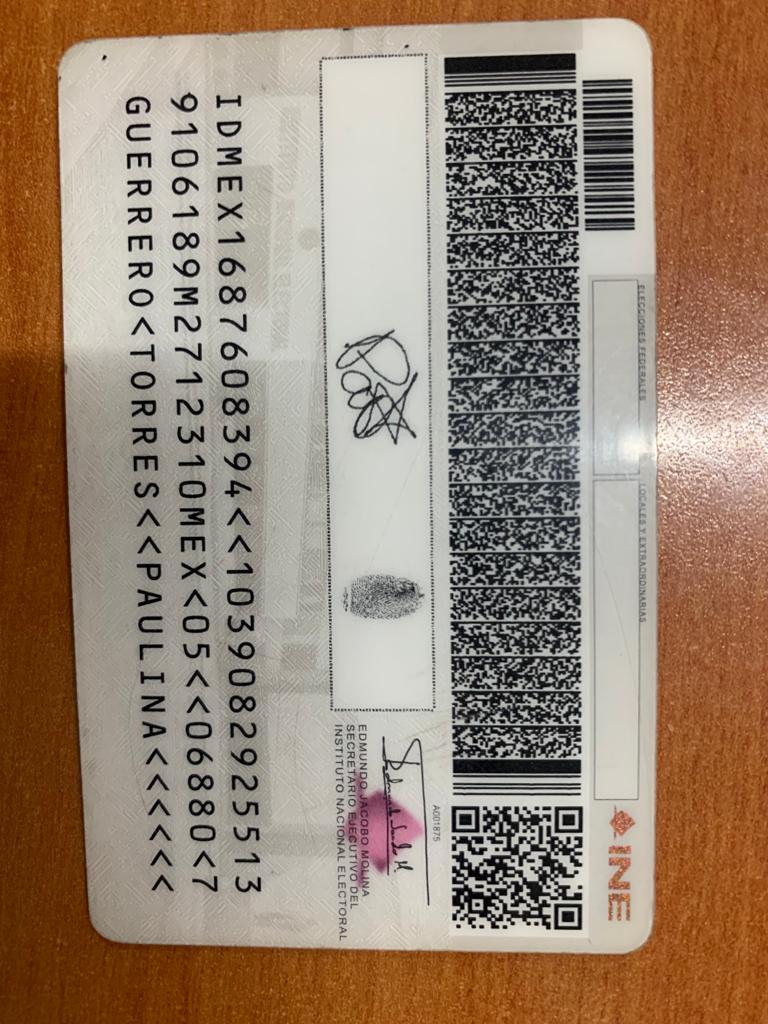 ELECCIONES FEDERALES
LOCALES Y EXTRAORDINARIAS
INE
A001875
EDMUNDO JACOBO MOLINA
SECRETARIO EJECUTIVO DEL
INSTITUTO NACIONAL ELECTORAL
IDMEX1687608394<<1039082925513
9106189M2712310MEX<05<<06880<7
GUERRERO<TORRES<<PAULINA<<<<<<